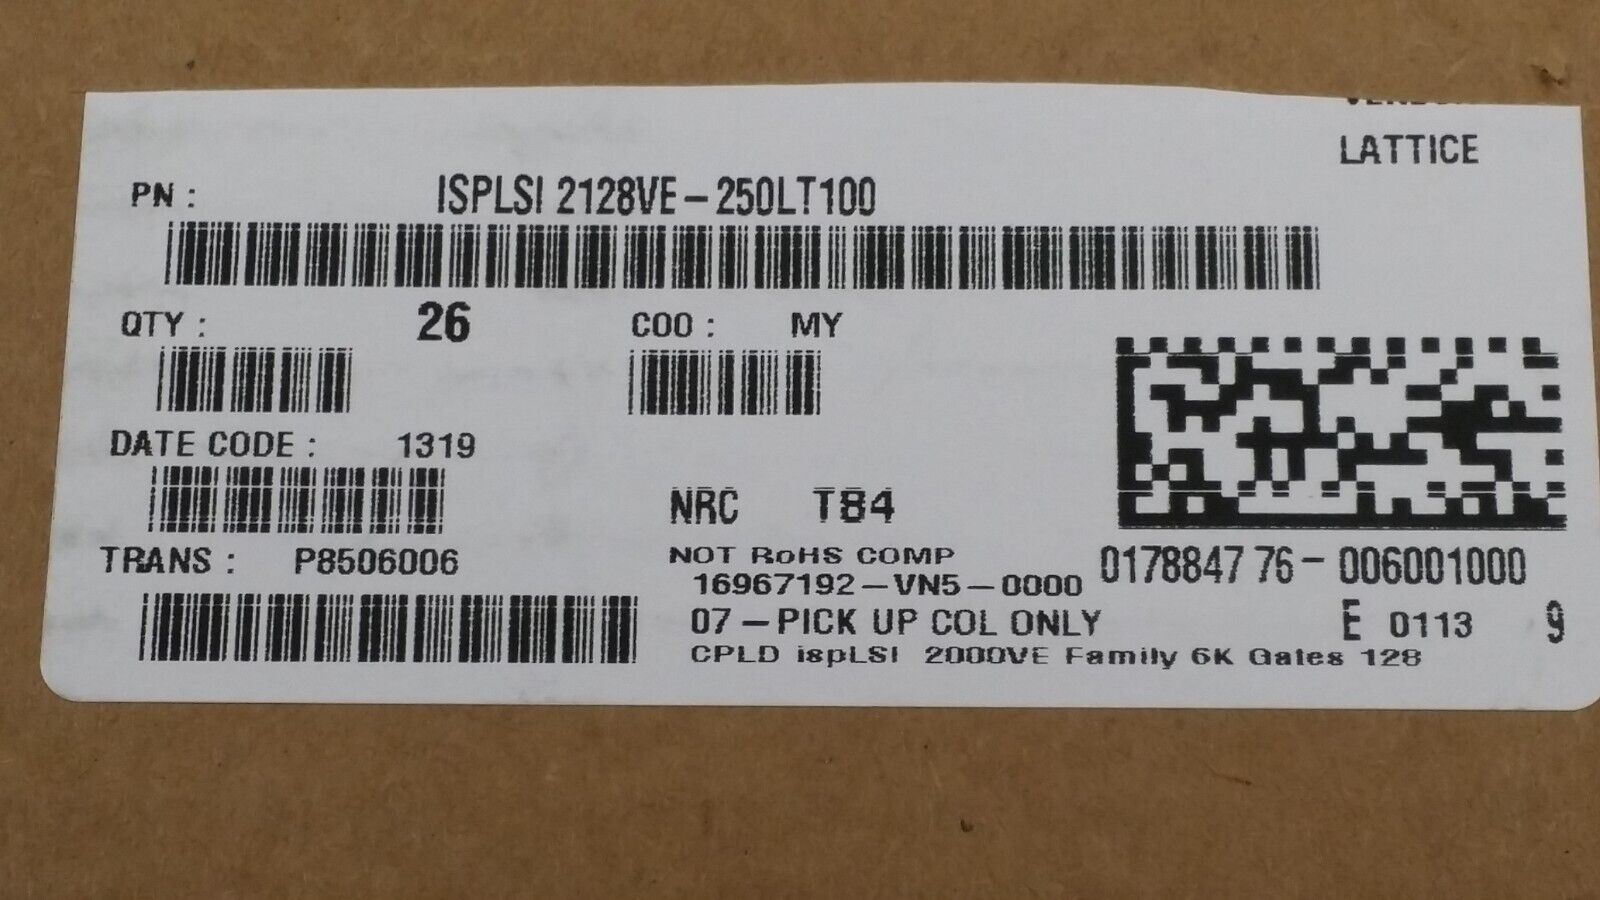 LATTICE
PN : ISPLSI 2128VE-250LT100
QTY : 26 COO : MY
DATE CODE : 1319
NRC T84
TRANS : P8506006
NOT RoHS COMP
16967192-VN5-0000
017884776-006001000
07-PICK UP COL ONLY
E 0113 9
CPLD ispLSI 2000VE Family 6K Gates 128